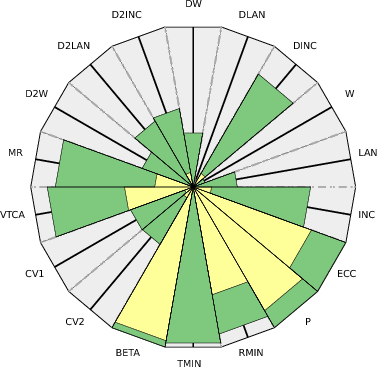 DW
D2INC
DLAN
D2LAN
DINC
D2W
W
MR
LAN
VTCA
INC
CV1
ECC
CV2
P
BETA
RMIN
TMIN